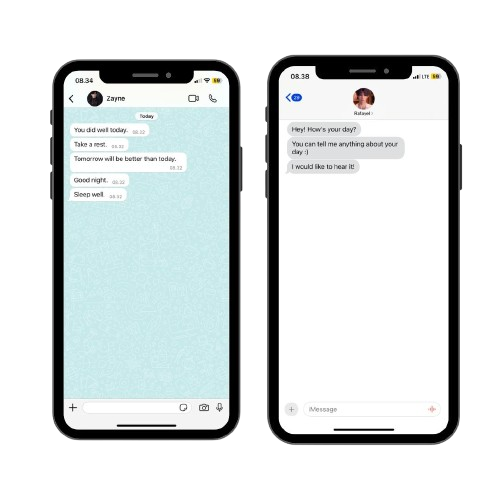 08.34
59
Zayne
Today
You did well today. 08.32
Take a rest. 08.32
Tomorrow will be better than today.
08.32
Good night. 08.32
Sleep well. 08.32
08.38
LTE
59
29
Rafayel
Hey! How's your day?
You can tell me anything about your
day :)
I would like to hear it!
iMessage